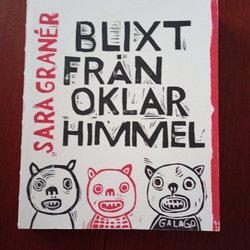 SARA GRANÉR
BLIXT
FRÅN
OKLAR
HIMMEL
GALAGO